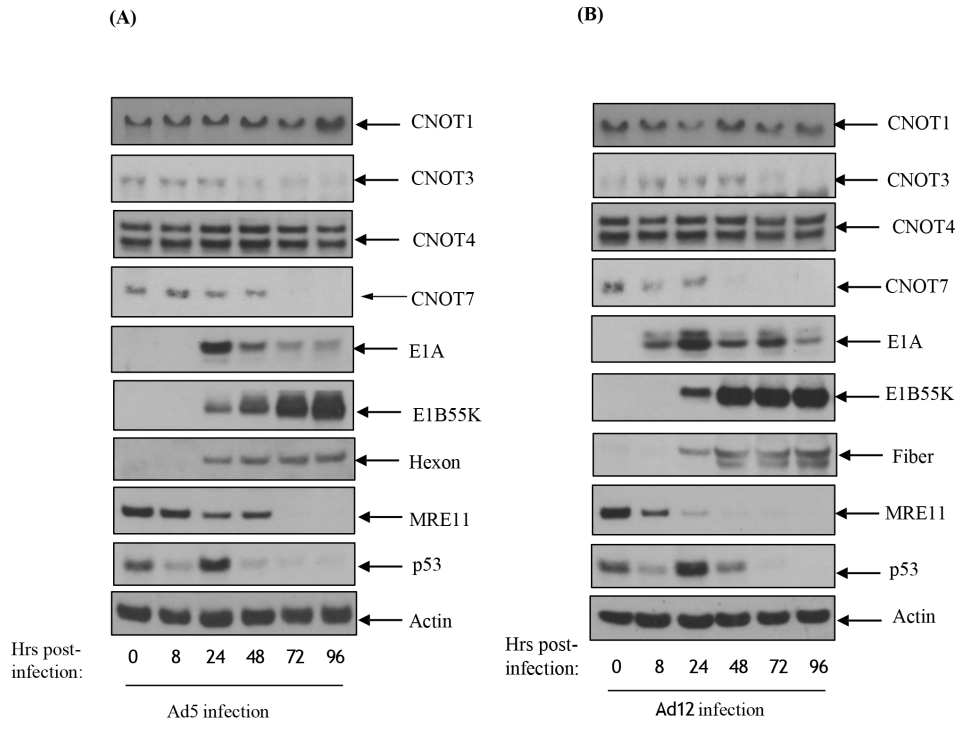 (A)
CNOT1
CNOT3
CNOT4
CNOT7
E1A
E1B55K
Hexon
MRE11
p53
Actin
Hrs post-
infection:
0 8 24 48 72 96
Ad5 infection
(B)
CNOT1
CNOT3
CNOT4
CNOT7
E1A
E1B55K
Fiber
MRE11
p53
Actin
Hrs post-
infection:
0 8 24 48 72 96
Ad12 infection